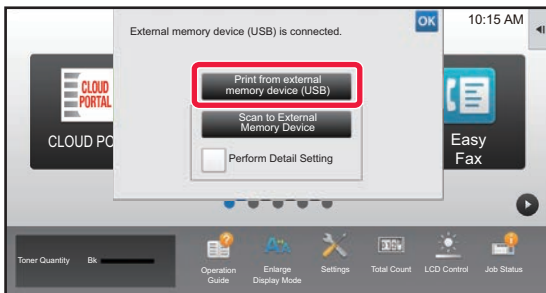 External memory device (USB) is connected.
OK
10:15 AM
Print from external
memory device (USB)
Scan to External
Memory Device
Perform Detail Setting
CLOUD
PORTAL
CLOUD PO
Easy
Fax
Toner Quantity
Bk
Operation
Guide
Enlarge
Display Mode
Settings
Total Count
LCD Control
Job Status